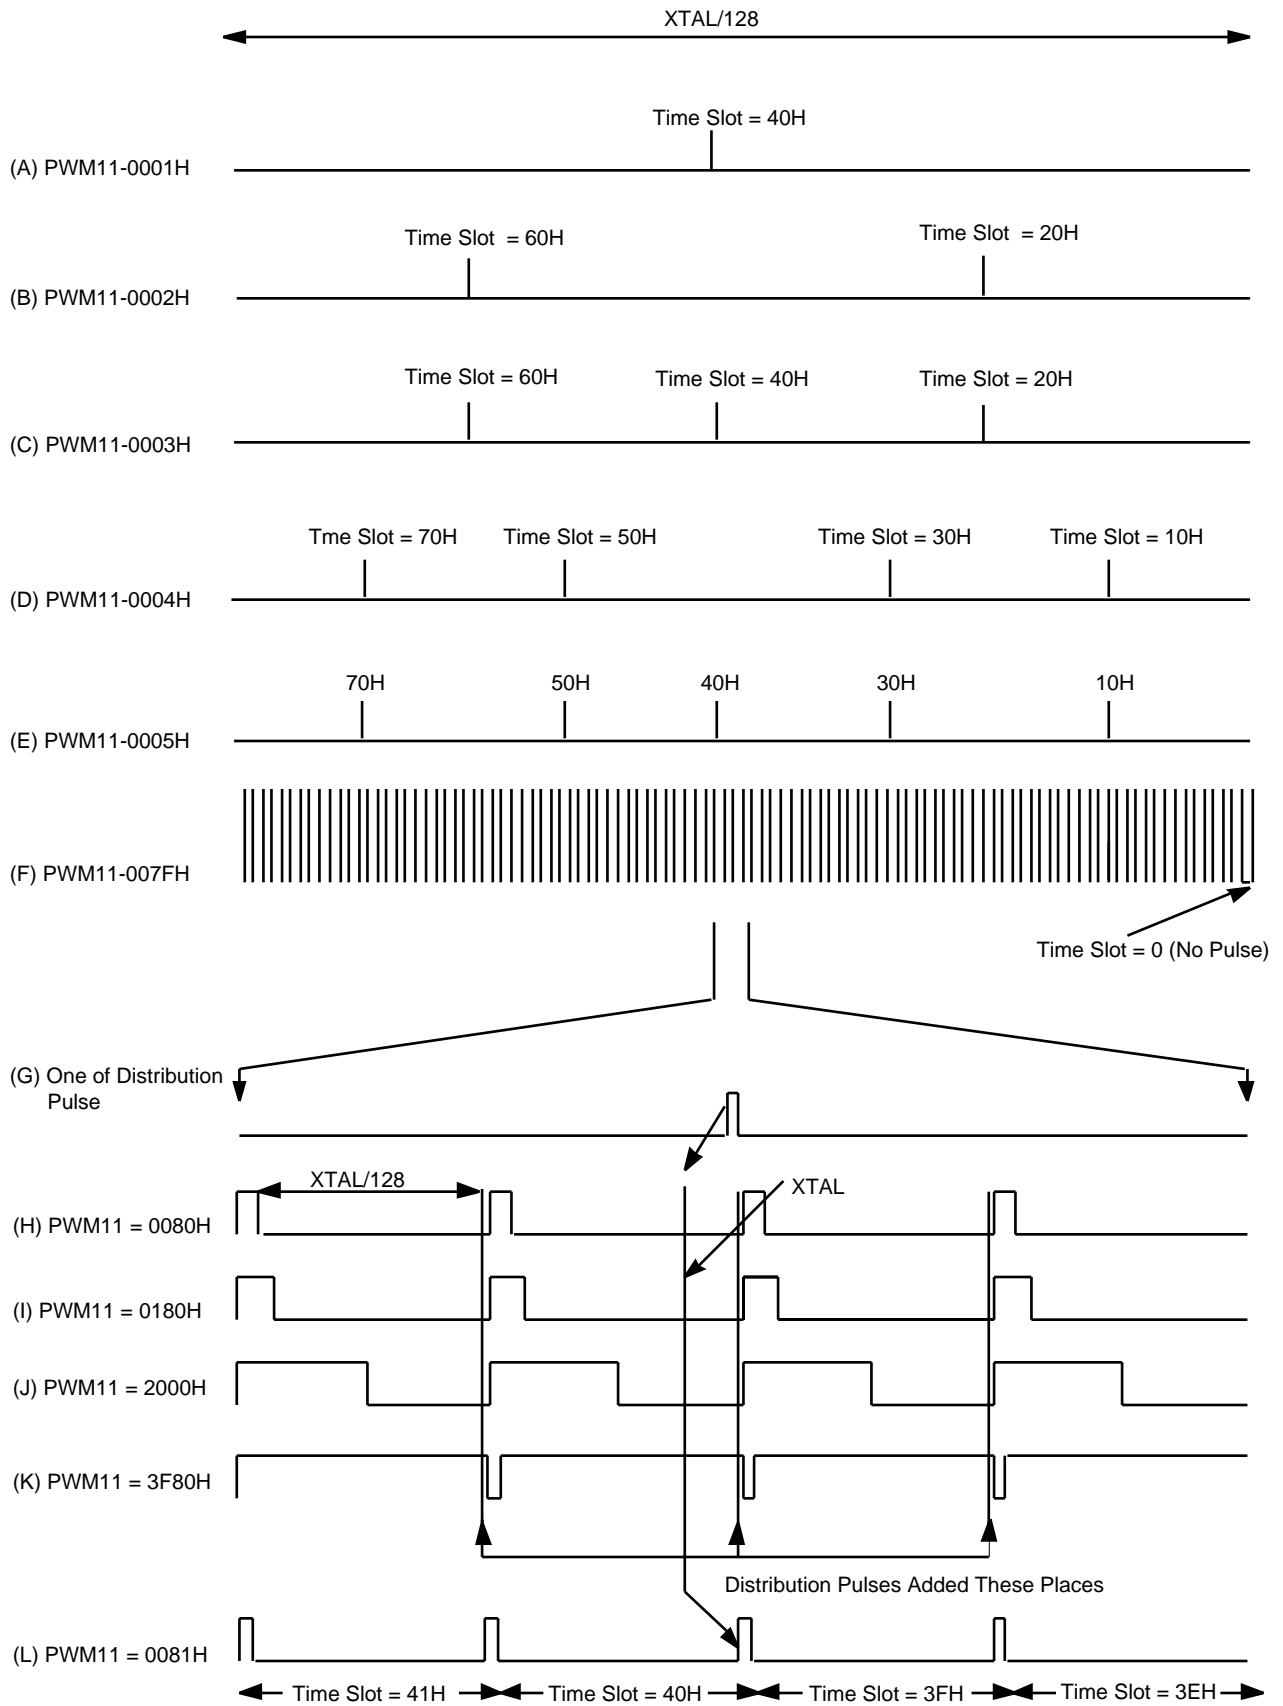 XTAL/128
Time Slot = 40H
(A) PWM11-0001H
Time Slot = 60H
Time Slot = 20H
(B) PWM11-0002H
Time Slot = 60H
Time Slot = 40H
Time Slot = 20H
(C) PWM11-0003H
Tme Slot = 70H
Time Slot = 50H
Time Slot = 30H
Time Slot = 10H
(D) PWM11-0004H
70H
50H
40H
30H
10H
(E) PWM11-0005H
(F) PWM11-007FH
Time Slot = 0 (No Pulse)
(G) One of Distribution
Pulse
XTAL/128
XTAL
(H) PWM11 = 0080H
(I) PWM11 = 0180H
(J) PWM11 = 2000H
(K) PWM11 = 3F80H
Distribution Pulses Added These Places
(L) PWM11 = 0081H
Time Slot = 41H
Time Slot = 40H
Time Slot = 3FH
Time Slot = 3EH